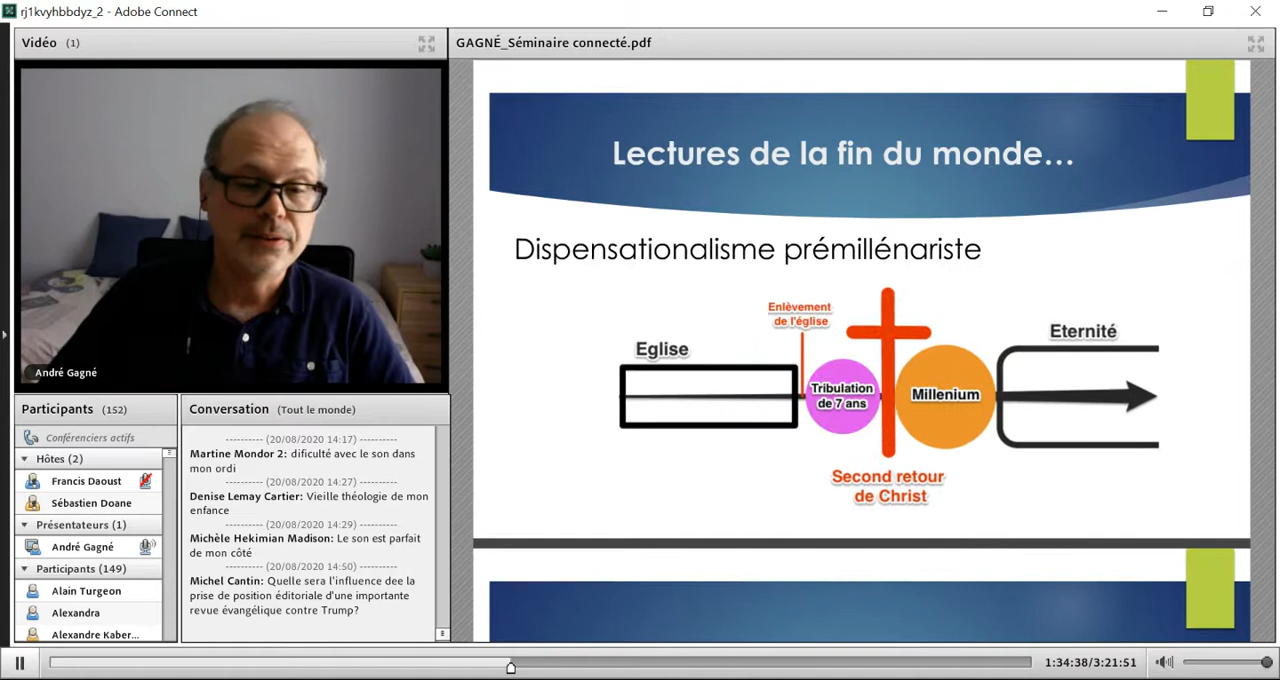 rj1kvyhbbdyz_2 - Adobe Connect
Vidéo (1)
André Gagné
Participants (152)
Conférenciers actifs
Hôtes (2)
Francis Daoust
Sébastien Doane
Présentateurs (1)
André Gagné
Participants (149)
Alain Turgeon
Alexandra
Alexandre Kaber...
Conversation (Tout le monde)
---------- (20/08/2020 14:17) ----------
Martine Mondor 2: dificulté avec le son dans
mon ordi
---------- (20/08/2020 14:27) ----------
Denise Lemay Cartier: Vieille théologie de mon
enfance
---------- (20/08/2020 14:29) ----------
Michèle Hekimian Madison: Le son est parfait
de mon côté
---------- (20/08/2020 14:50) ----------
Michel Cantin: Quelle sera l'influence dee la
prise de position éditoriale d'une importante
revue évangélique contre Trump?
GAGNÉ_Séminaire connecté.pdf
Lectures de la fin du monde...
Dispensationalisme prémillénariste
Enlèvement
de l'église
Eglise
Tribulation
de 7 ans
Millenium
Eternité
Second retour
de Christ
1:34:38/3:21:51